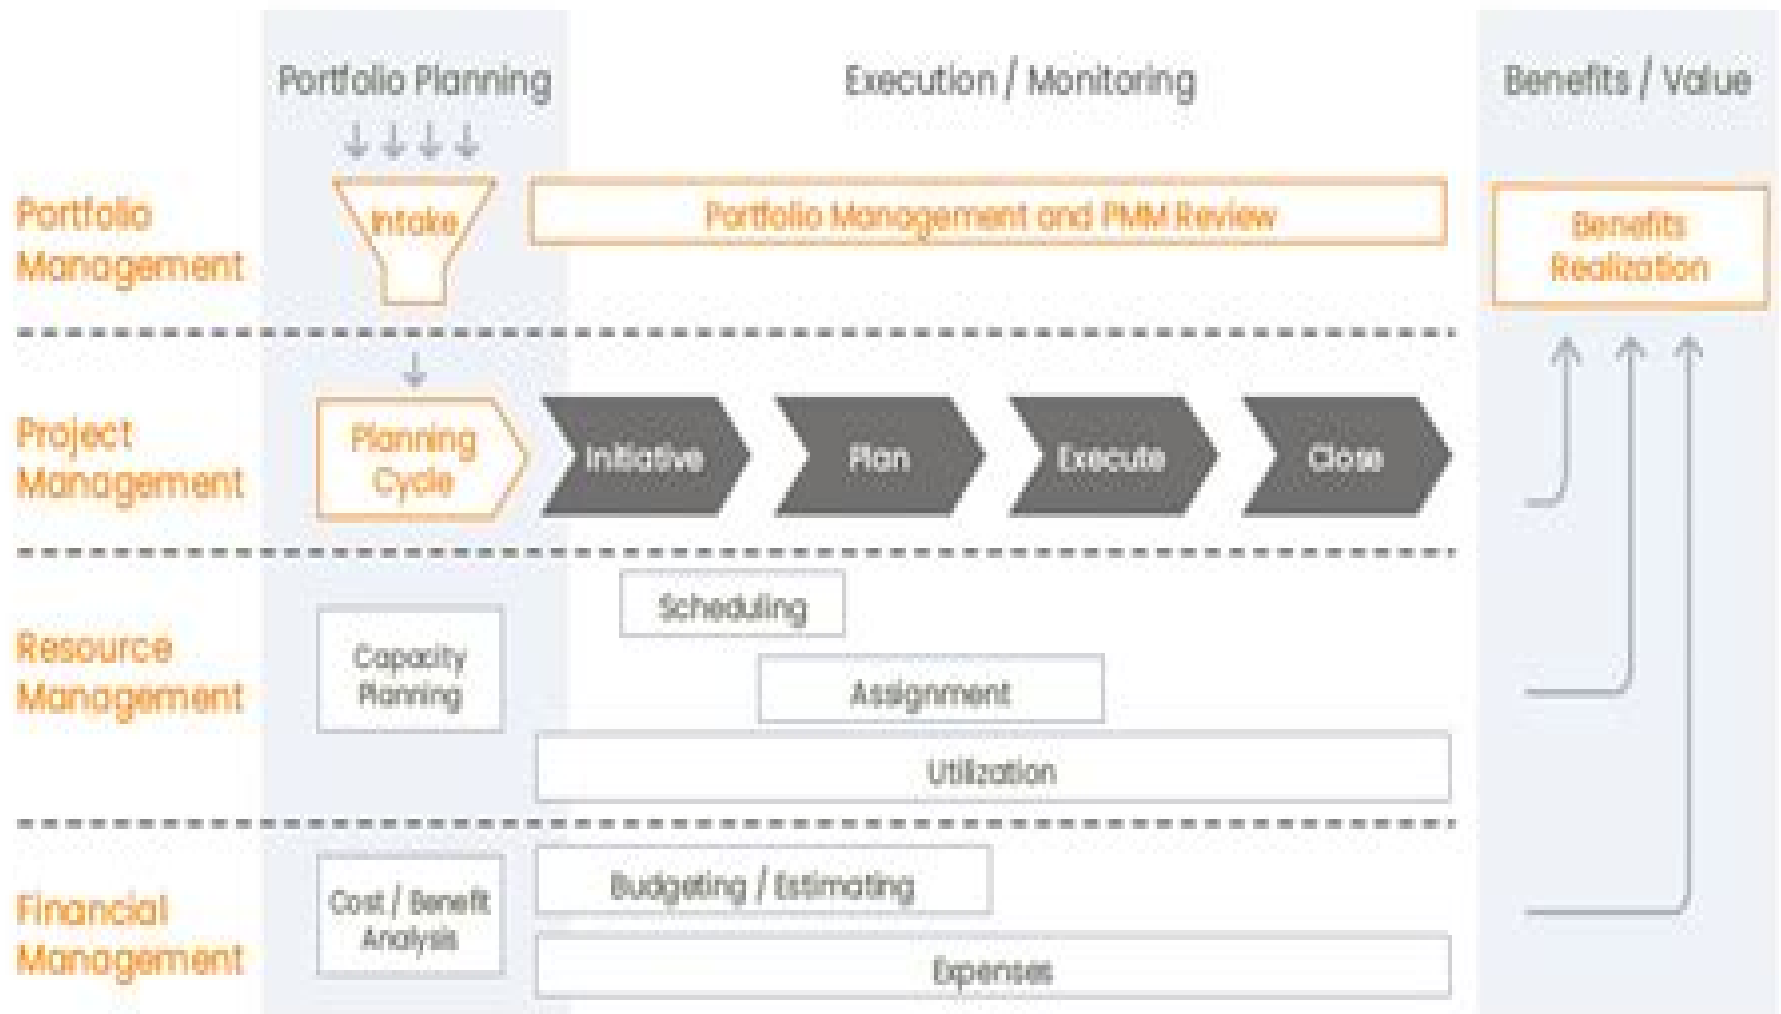 Portfolio Planning
Execution / Monitoring
Benefits / Value
Portfolio
Management
Intake
Portfolio Management and PMM Review
Benefits
Realization
Project
Management
Planning
Cycle
Initiative
Plan
Execute
Close
Resource
Management
Capacity
Planning
Scheduling
Assignment
Utilization
Financial
Management
Cost / Benefit
Analysis
Budgeting / Estimating
Expenses